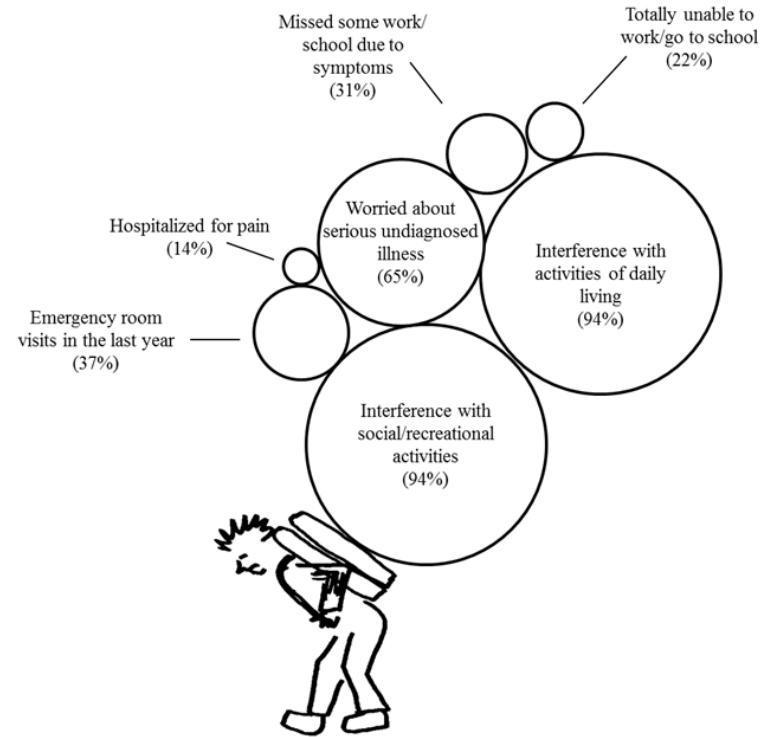 Missed some work/
school due to
symptoms
(31%)
Totally unable to
work/go to school
(22%)
Hospitalized for pain
(14%)
Worried about
serious undiagnosed
illness
(65%)
Interference with
activities of daily
living
(94%)
Emergency room
visits in the last year
(37%)
Interference with
social/recreational
activities
(94%)